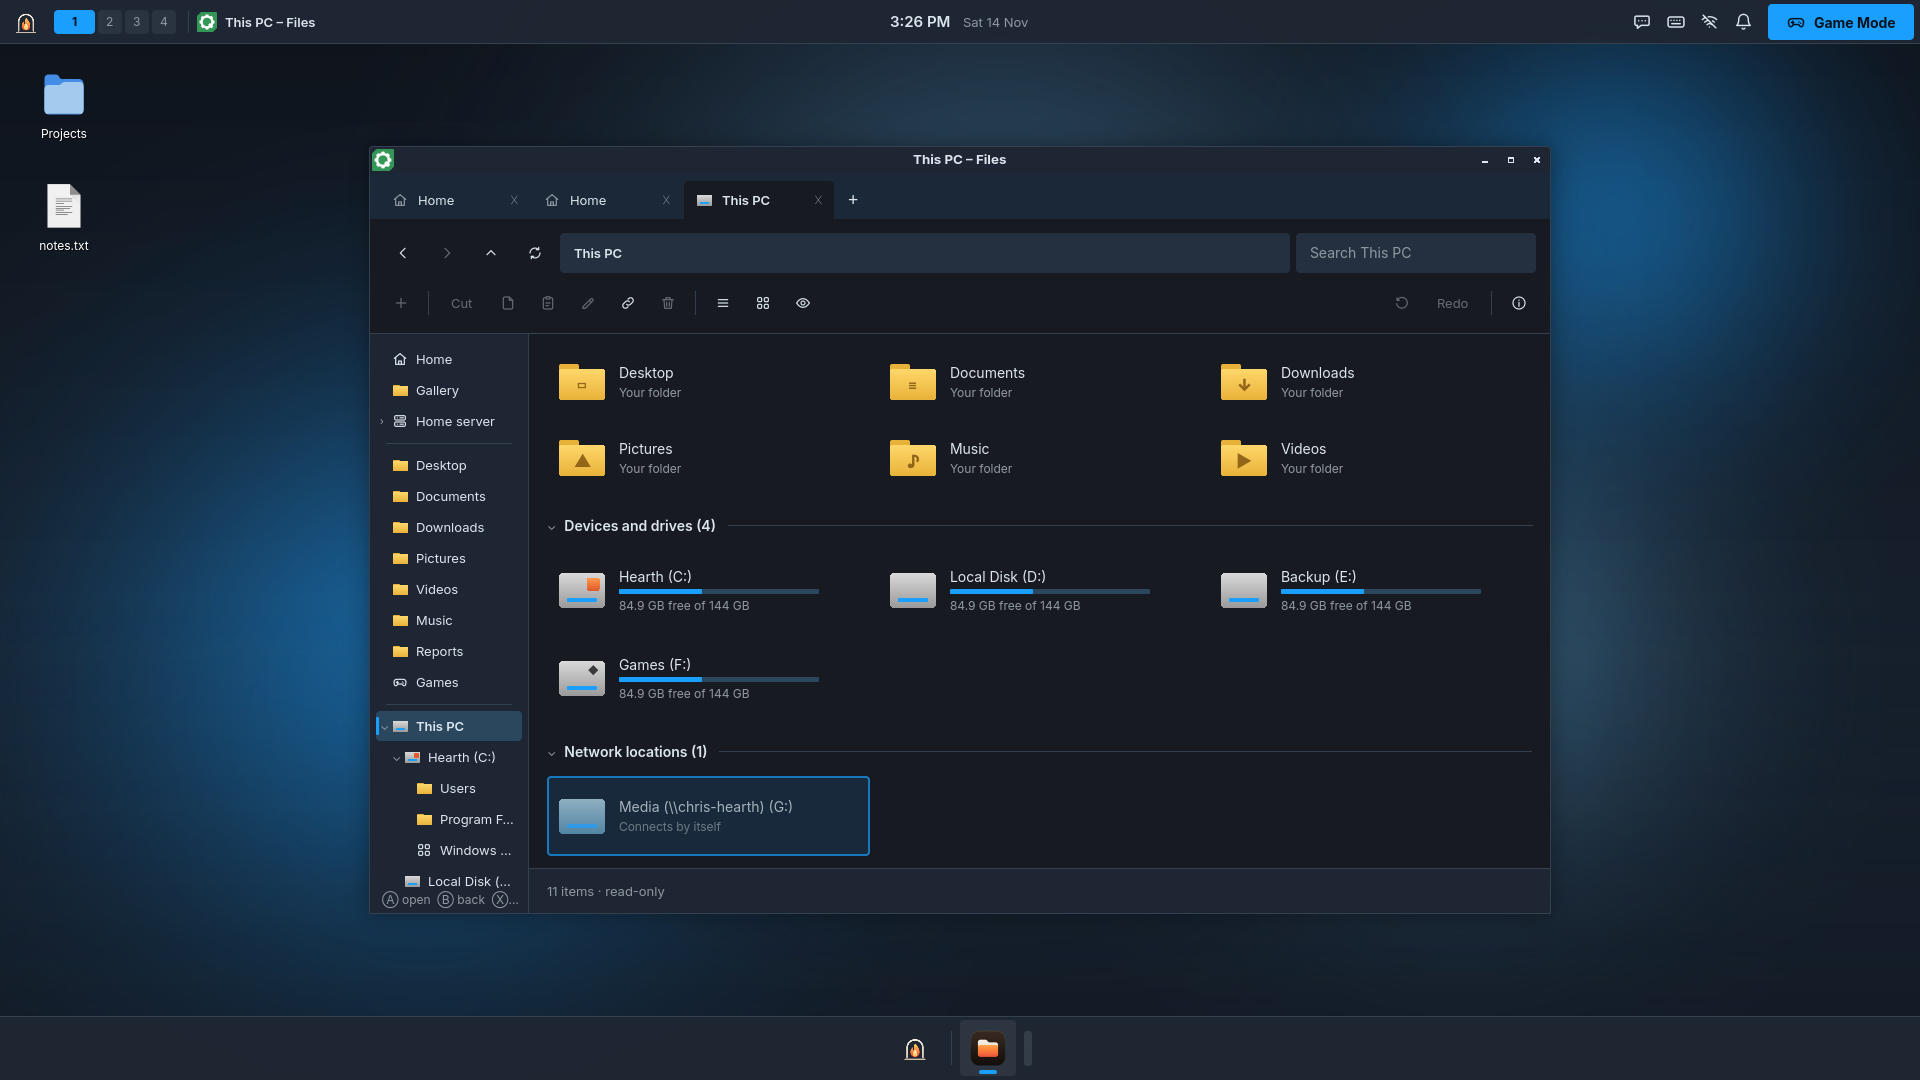 1 2 3 4 This PC – Files
3:26 PM Sat 14 Nov
Game Mode
Projects
notes.txt
This PC – Files
Home X Home X This PC X +
This PC
Search This PC
Cut
Redo
Home
Gallery
Home server
Desktop
Documents
Downloads
Pictures
Videos
Music
Reports
Games
This PC
Hearth (C:)
Users
Program F...
Windows ...
Local Disk (...
A open B back X...
Desktop
Your folder
Documents
Your folder
Downloads
Your folder
Pictures
Your folder
Music
Your folder
Videos
Your folder
Devices and drives (4)
Hearth (C:)
84.9 GB free of 144 GB
Local Disk (D:)
84.9 GB free of 144 GB
Backup (E:)
84.9 GB free of 144 GB
Games (F:)
84.9 GB free of 144 GB
Network locations (1)
Media (\\chris-hearth) (G:)
Connects by itself
11 items · read-only